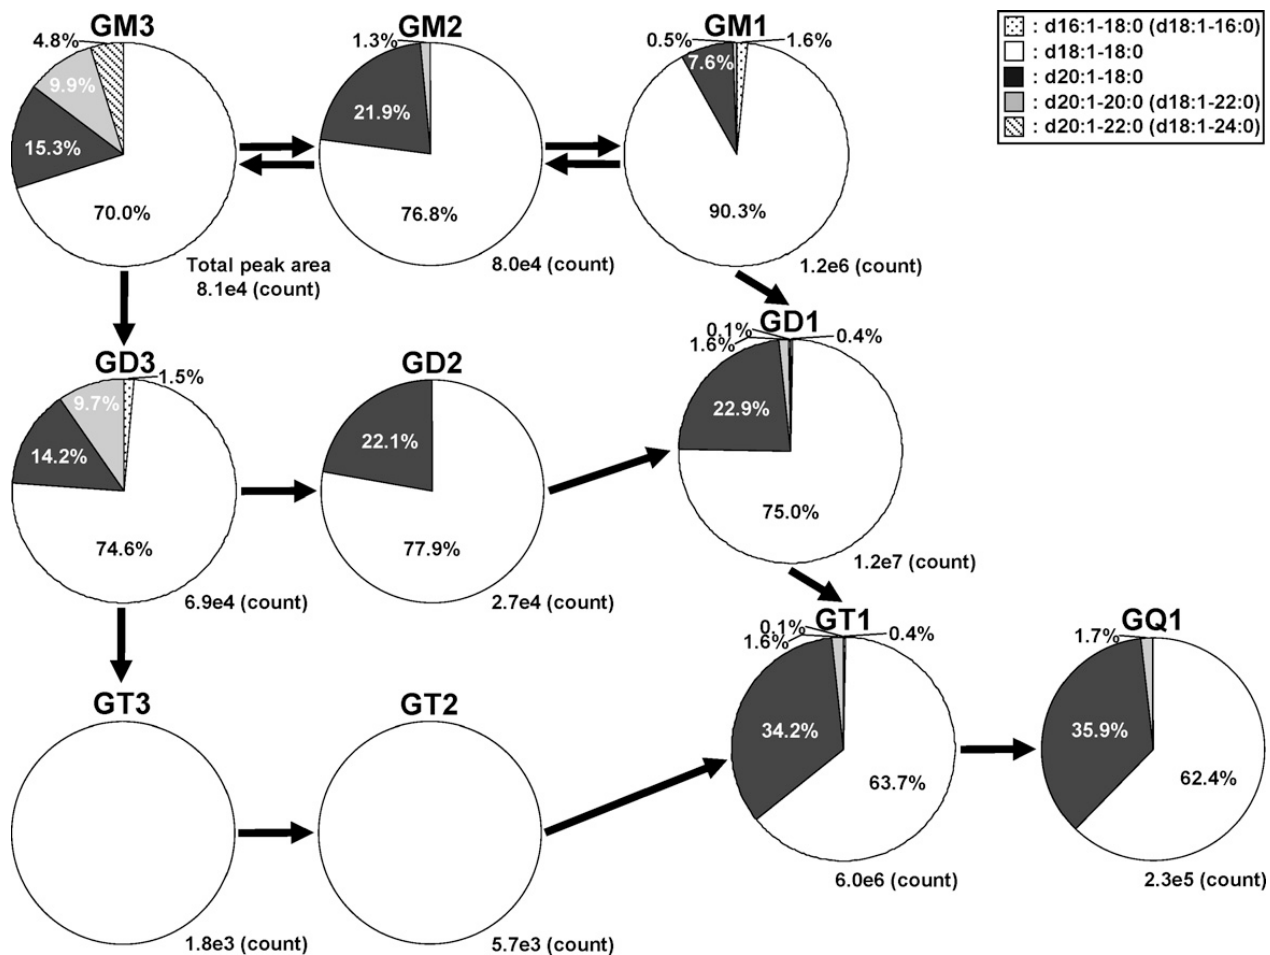 GM3
GM2
GM1
4.8%
1.3%
0.5%
1.6%
9.9%
15.3%
70.0%
21.9%
76.8%
7.6%
90.3%
: d16:1-18:0 (d18:1-16:0)
: d18:1-18:0
: d20:1-18:0
: d20:1-20:0 (d18:1-22:0)
: d20:1-22:0 (d18:1-24:0)
Total peak area
8.1e4 (count)
8.0e4 (count)
1.2e6 (count)
GD3
GD2
GD1
1.5%
9.7%
14.2%
74.6%
22.1%
77.9%
0.1%
1.6%
0.4%
22.9%
75.0%
6.9e4 (count)
2.7e4 (count)
1.2e7 (count)
GT3
GT2
GT1
GQ1
0.1%
1.6%
0.4%
34.2%
63.7%
1.7%
35.9%
62.4%
1.8e3 (count)
5.7e3 (count)
6.0e6 (count)
2.3e5 (count)